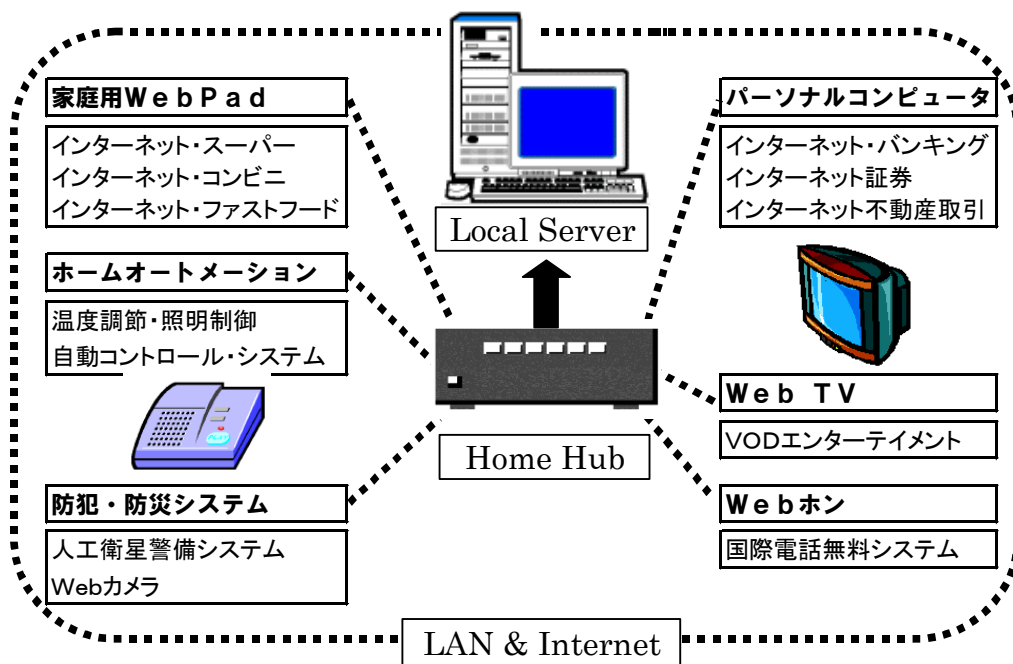 家庭用ＷｅｂＰａｄ
インターネット・スーパー
インターネット・コンビニ
インターネット・ファストフード
ホームオートメーション
温度調節・照明制御
自動コントロール・システム
防犯・防災システム
人工衛星警備システム
Webカメラ
Local Server
Home Hub
パーソナルコンピュータ
インターネット・バンキング
インターネット証券
インターネット不動産取引
Ｗｅｂ ＴＶ
VODエンターテイメント
Ｗｅｂホン
国際電話無料システム
LAN & Internet